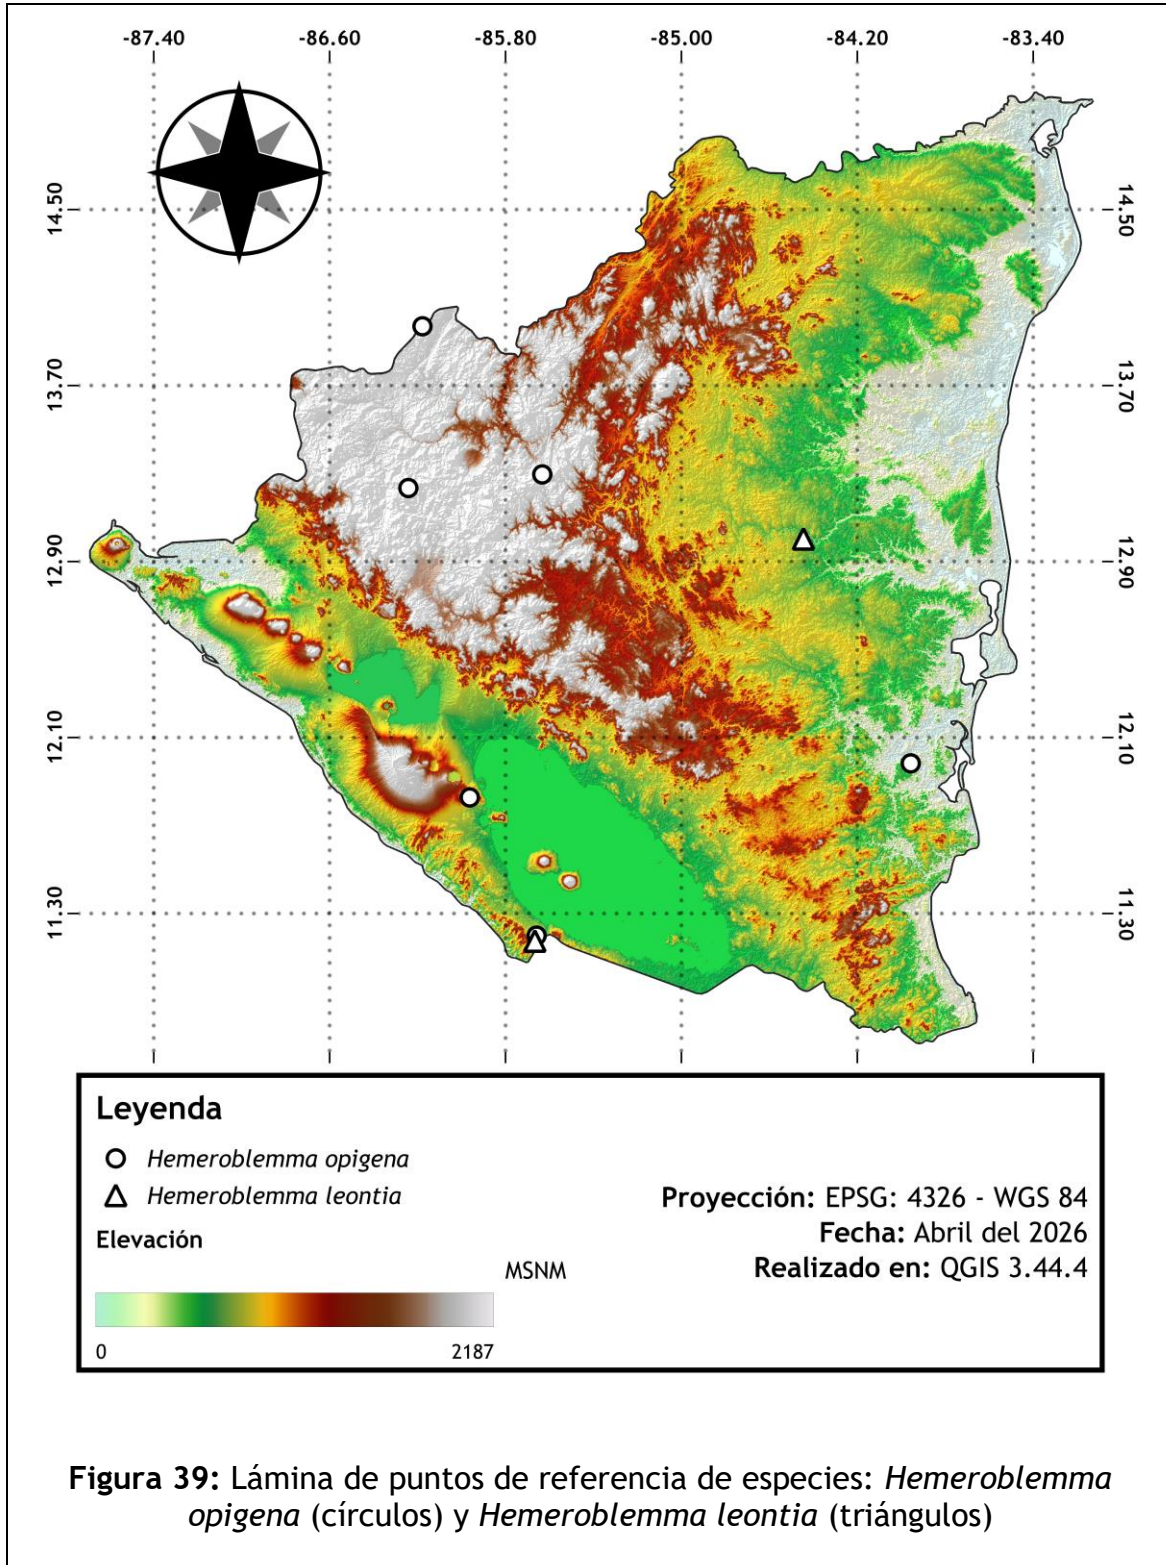 -87.40 -86.60 -85.80 -85.00 -84.20 -83.40
14.50 14.50
13.70 13.70
12.90 12.90
12.10 12.10
11.30 11.30
Leyenda
Hemeroblemma opigena
Hemeroblemma leontia
Elevación
MSNM
0 2187
Proyección: EPSG: 4326 - WGS 84
Fecha: Abril del 2026
Realizado en: QGIS 3.44.4
Figura 39: Lámina de puntos de referencia de especies: Hemeroblemma
opigena (círculos) y Hemeroblemma leontia (triángulos)